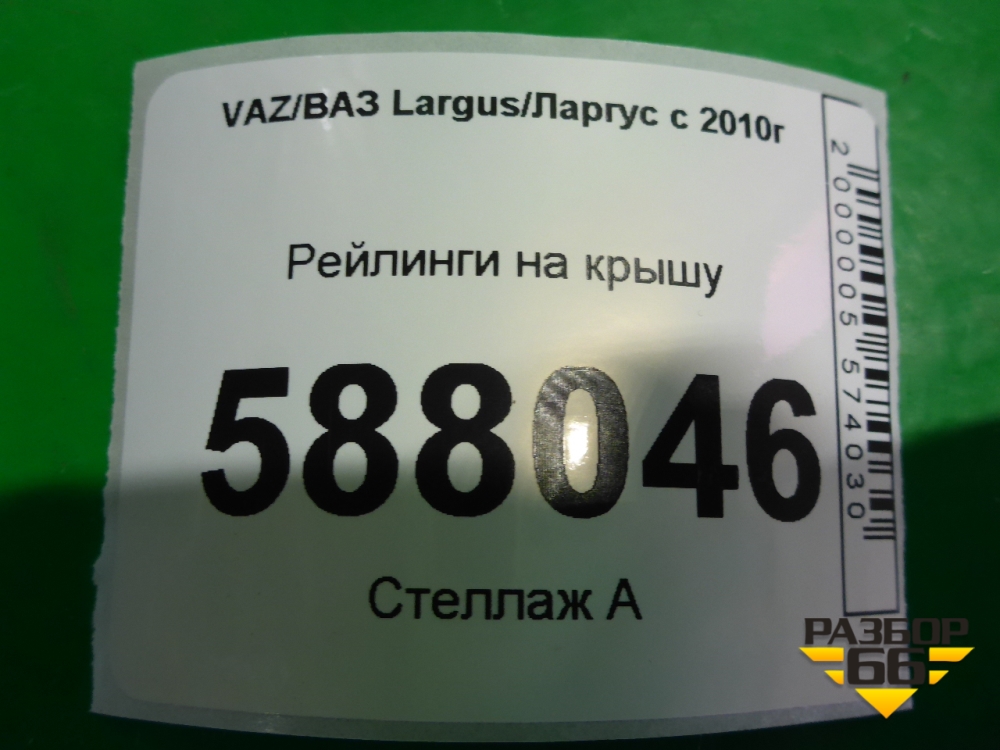 VAZ/ВАЗ Largus/Ларгус с 2010г
Рейлинги на крышу
588046
Стеллаж А
2000005574030
РАЗБОР
66